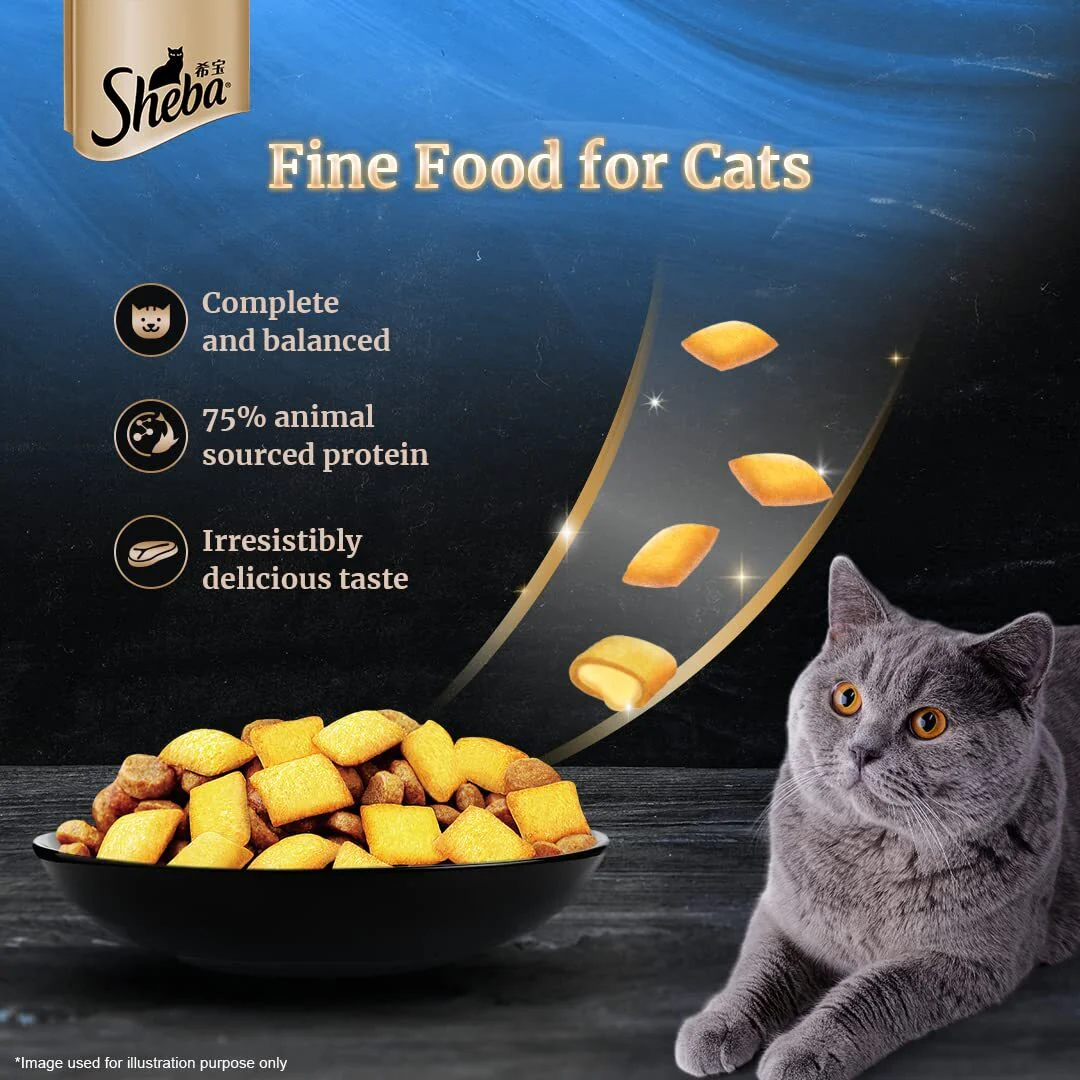 Sheba 希宝®
Fine Food for Cats
Complete
and balanced
75% animal
sourced protein
Irresistibly
delicious taste
*Image used for illustration purpose only